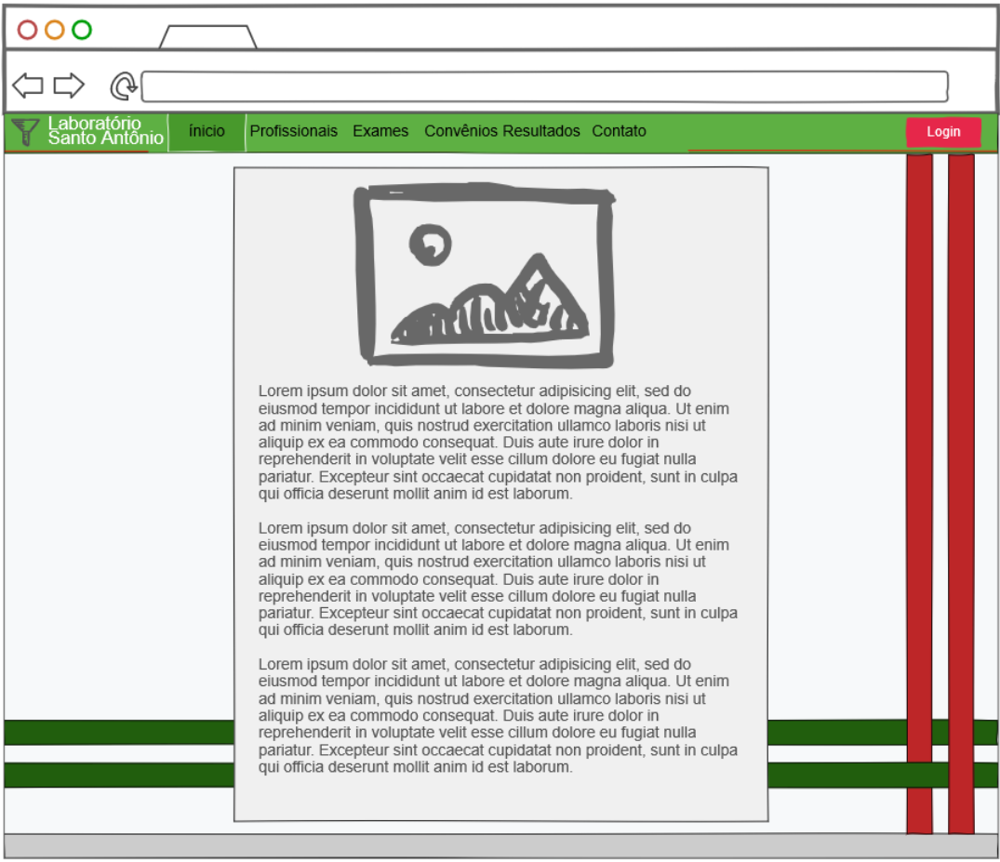 Laboratório
Santo Antônio
ínicio Profissionais Exames Convênios Resultados Contato Login
Lorem ipsum dolor sit amet, consectetur adipisicing elit, sed do
eiusmod tempor incididunt ut labore et dolore magna aliqua. Ut enim
ad minim veniam, quis nostrud exercitation ullamco laboris nisi ut
aliquip ex ea commodo consequat. Duis aute irure dolor in
reprehenderit in voluptate velit esse cillum dolore eu fugiat nulla
pariatur. Excepteur sint occaecat cupidatat non proident, sunt in culpa
qui officia deserunt mollit anim id est laborum.
Lorem ipsum dolor sit amet, consectetur adipisicing elit, sed do
eiusmod tempor incididunt ut labore et dolore magna aliqua. Ut enim
ad minim veniam, quis nostrud exercitation ullamco laboris nisi ut
aliquip ex ea commodo consequat. Duis aute irure dolor in
reprehenderit in voluptate velit esse cillum dolore eu fugiat nulla
pariatur. Excepteur sint occaecat cupidatat non proident, sunt in culpa
qui officia deserunt mollit anim id est laborum.
Lorem ipsum dolor sit amet, consectetur adipisicing elit, sed do
eiusmod tempor incididunt ut labore et dolore magna aliqua. Ut enim
ad minim veniam, quis nostrud exercitation ullamco laboris nisi ut
aliquip ex ea commodo consequat. Duis aute irure dolor in
reprehenderit in voluptate velit esse cillum dolore eu fugiat nulla
pariatur. Excepteur sint occaecat cupidatat non proident, sunt in culpa
qui officia deserunt mollit anim id est laborum.